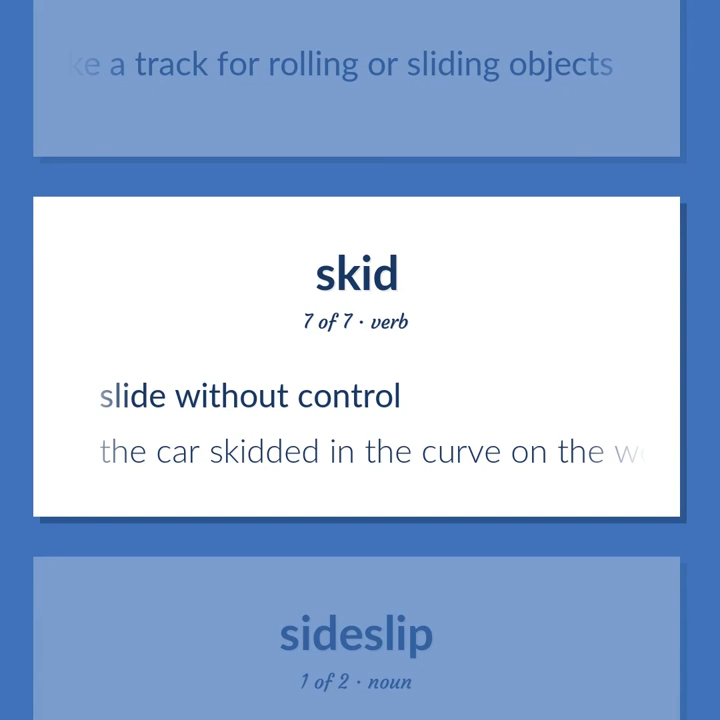 a track for rolling or sliding objects
skid
7 of 7 · verb
slide without control
the car skidded in the curve on the
sideslip
1 of 2 · noun